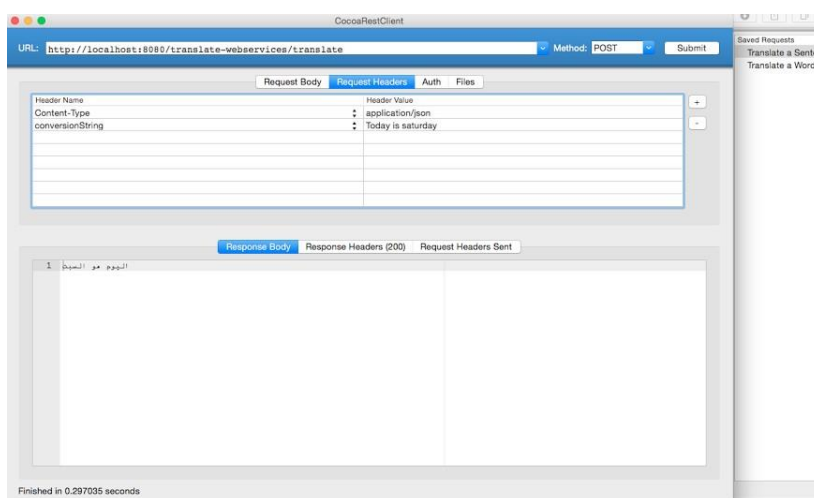 CocoaRestClient
URL: http://localhost:8080/translate-webservices/translate Method: POST Submit
Saved Requests
Translate a Sent
Translate a Word
Request Body Request Headers Auth Files
Header Name Header Value
Content-Type application/json
conversionString Today is saturday
+
-
Response Body Response Headers (200) Request Headers Sent
1 اليوم هو السبت
Finished in 0.297035 seconds